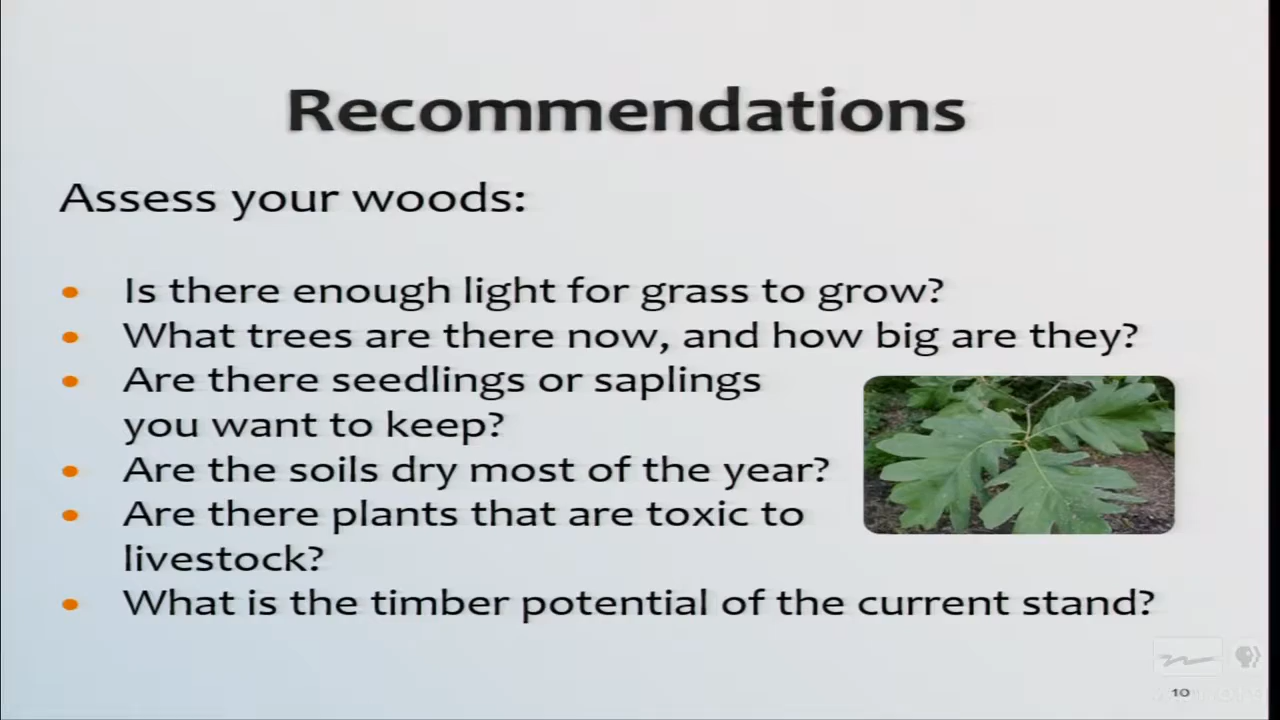 Recommendations
Assess your woods:
• Is there enough light for grass to grow?
• What trees are there now, and how big are they?
• Are there seedlings or saplings
you want to keep?
• Are the soils dry most of the year?
• Are there plants that are toxic to
livestock?
• What is the timber potential of the current stand?
10